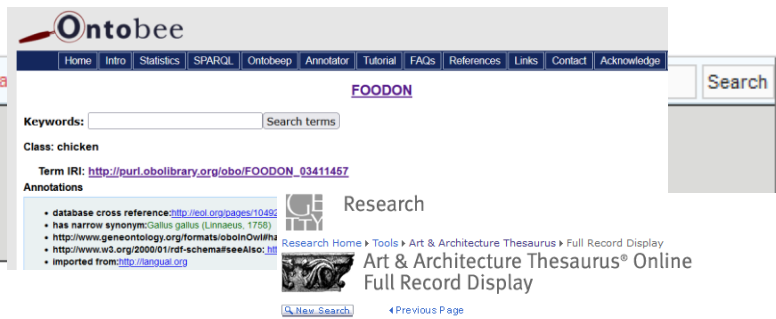 Ontobee
Home Intro Statistics SPARQL Ontobeep Annotator Tutorial FAQs References Links Contact Acknowledge
Search
FOODON
Keywords: Search terms
Class: chicken
Term IRI: http://purl.obolibrary.org/obo/FOODON_03411457
Annotations
• database cross reference:http://eol.org/pages/10492
• has narrow synonym:Gallus gallus (Linnaeus, 1758)
• http://www.geneontology.org/formats/oboInOwl#ha
• http://www.w3.org/2000/01/rdf-schema#seeAlso:
• imported from:http://langual.org
GETTY
Research
Research Home Tools Art & Architecture Thesaurus Full Record Display
Art & Architecture Thesaurus® Online
Full Record Display
New Search Previous Page